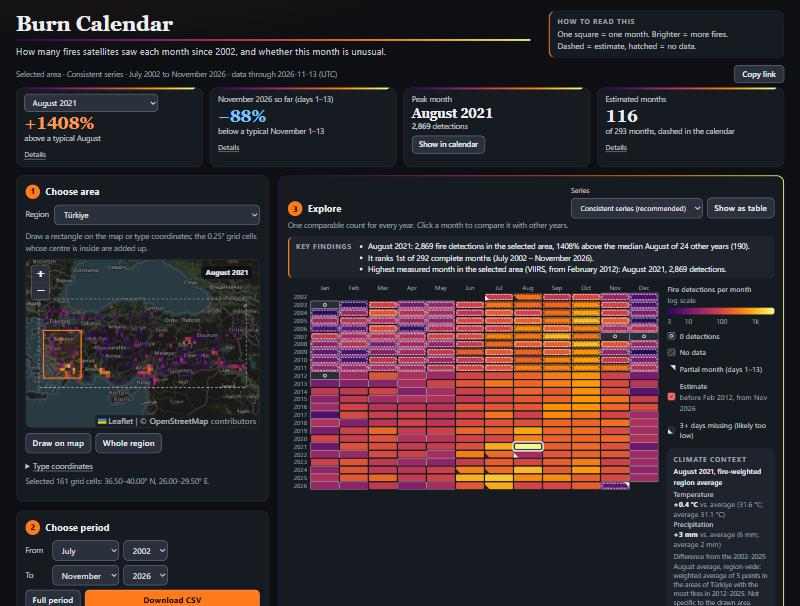 Burn Calendar
How many fires satellites saw each month since 2002, and whether this month is unusual.
HOW TO READ THIS
One square = one month. Brighter = more fires.
Dashed = estimate, hatched = no data.
Selected area · Consistent series · July 2002 to November 2026 · data through 2026-11-13 (UTC)
Copy link
August 2021
+1408%
above a typical August
Details
November 2026 so far (days 1–13)
−88%
below a typical November 1–13
Details
Peak month
August 2021
2,869 detections
Show in calendar
Estimated months
116
of 293 months, dashed in the calendar
Details
1 Choose area
Region Türkiye
Draw a rectangle on the map or type coordinates; the 0.25° grid cells
whose centre is inside are added up.
+
−
August 2021
Constanta
Leaflet | © OpenStreetMap contributors
Draw on map
Whole region
Type coordinates
Selected 161 grid cells: 36.50–40.00° N, 26.00–29.50° E.
2 Choose period
From July 2002
To November 2026
Full period
Download CSV
3 Explore
Series
Consistent series (recommended)
Show as table
One comparable count for every year. Click a month to compare it with other years.
KEY FINDINGS
• August 2021: 2,869 fire detections in the selected area, 1408% above the median August of 24 other years (190).
• It ranks 1st of 292 complete months (July 2002 – November 2026).
• Highest measured month in the selected area (VIIRS, from February 2012): August 2021, 2,869 detections.
Jan Feb Mar Apr May Jun Jul Aug Sep Oct Nov Dec
2002
2003
2004
2005
2006
2007
2008
2009
2010
2011
2012
2013
2014
2015
2016
2017
2018
2019
2020
2021
2022
2023
2024
2025
2026
Fire detections per month
log scale
3 10 100 1k
0 detections
No data
Partial month (days 1–13)
Estimate
before Feb 2012, from Nov
2026
3+ days missing (likely too
low)
CLIMATE CONTEXT
August 2021, fire-weighted
region average
Temperature
+0.4 °C vs. average (31.6 °C;
average 31.1 °C)
Precipitation
+3 mm vs. average (6 mm;
average 2 mm)
Difference from the 2002–2025
August average, region-wide:
weighted average of 5 points in
the areas of Türkiye with the
most fires in 2012–2025. Not
specific to the drawn area.